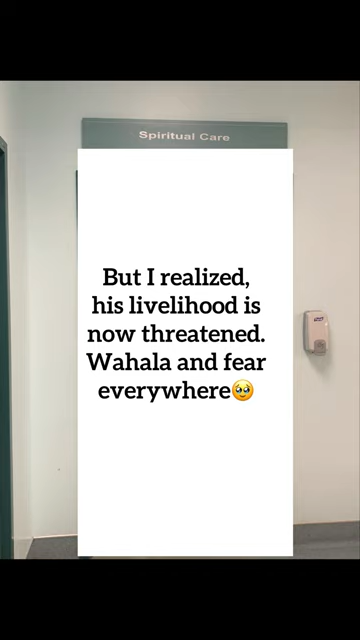 Spiritual Care
But I realized,
his livelihood is
now threatened.
Wahala and fear
everywhere🥹